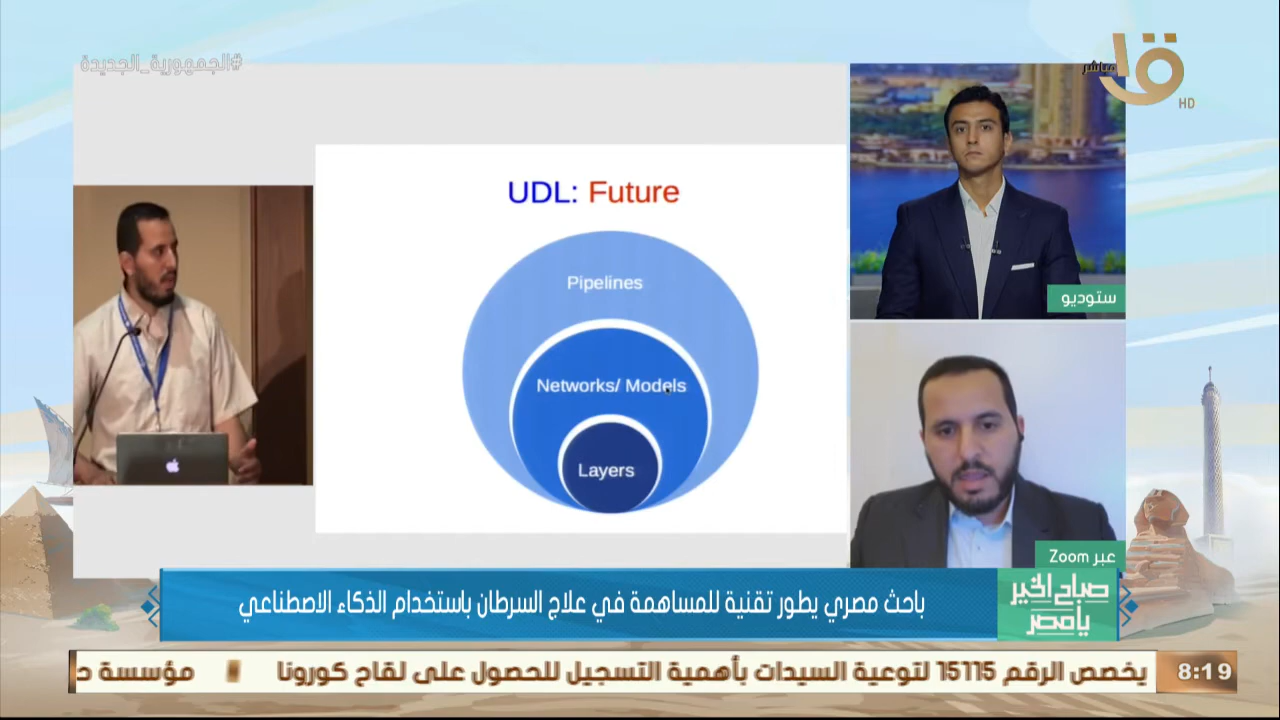 #الجمهورية_الجديدة
مباشر
HD
UDL: Future
Pipelines
Networks/ Models
Layers
ستوديو
عبر Zoom
صباح الخير
يا مصر
باحث مصري يطور تقنية للمساهمة في علاج السرطان باستخدام الذكاء الاصطناعي
8:19
يخصص الرقم 15115 لتوعية السيدات بأهمية التسجيل للحصول على لقاح كورونا
مؤسسة